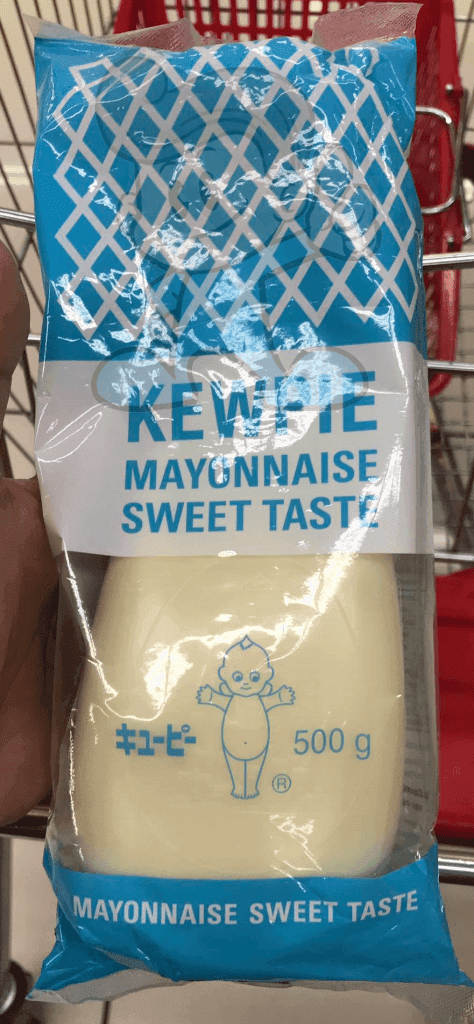 KEWPIE
MAYONNAISE
SWEET TASTE
キユーピー 500 g
®
MAYONNAISE SWEET TASTE